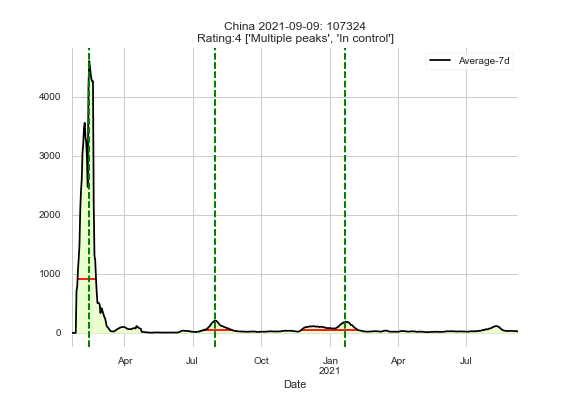 China 2021-09-09: 107324
Rating:4 ['Multiple peaks', 'In control']
Average-7d
4000
3000
2000
1000
0
Apr
Jul
Oct
Jan
2021
Apr
Jul
Date